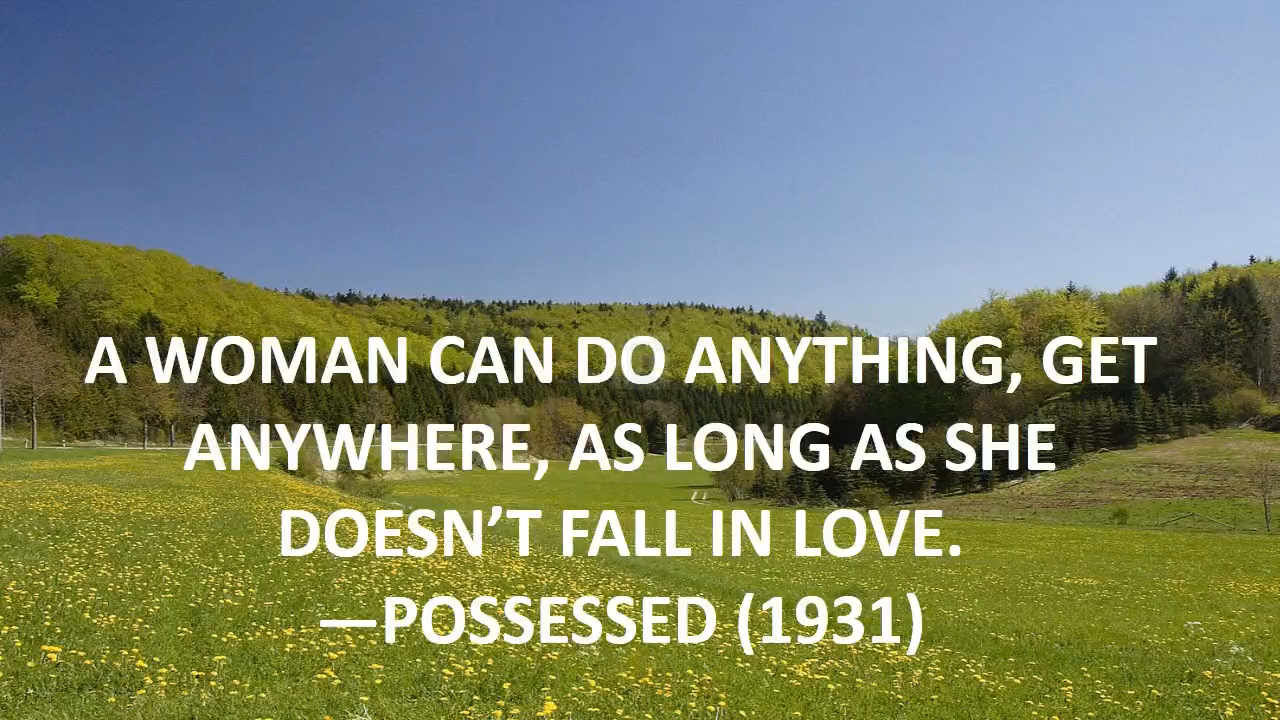 A WOMAN CAN DO ANYTHING, GET
ANYWHERE, AS LONG AS SHE
DOESN’T FALL IN LOVE.
—POSSESSED (1931)